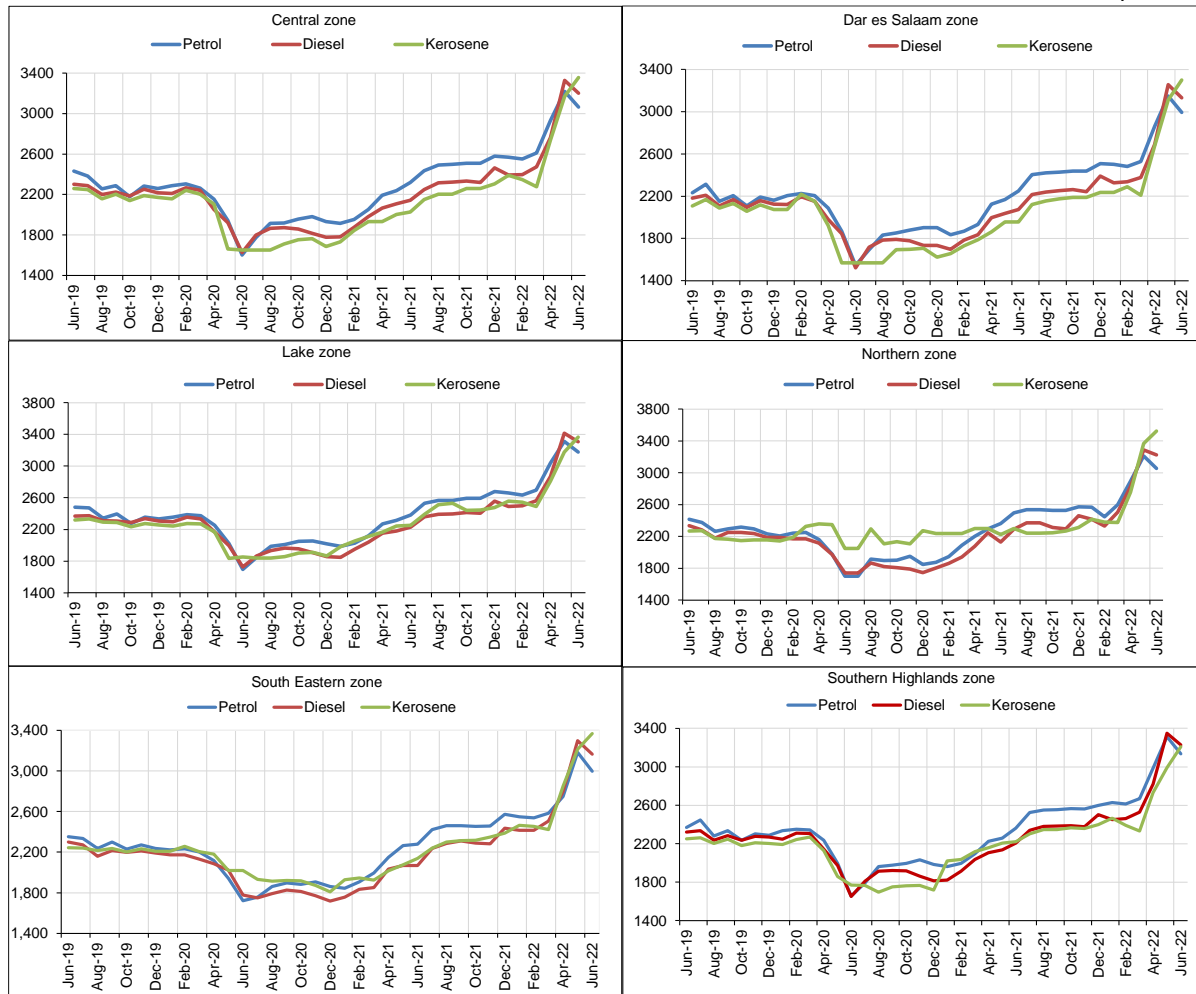 Central zone
Petrol Diesel Kerosene
3400
3000
2600
2200
1800
1400
Jun-19 Aug-19 Oct-19 Dec-19 Feb-20 Apr-20 Jun-20 Aug-20 Oct-20 Dec-20 Feb-21 Apr-21 Jun-21 Aug-21 Oct-21 Dec-21 Feb-22 Apr-22 Jun-22
Dar es Salaam zone
Petrol Diesel Kerosene
3400
3000
2600
2200
1800
1400
Jun-19 Aug-19 Oct-19 Dec-19 Feb-20 Apr-20 Jun-20 Aug-20 Oct-20 Dec-20 Feb-21 Apr-21 Jun-21 Aug-21 Oct-21 Dec-21 Feb-22 Apr-22 Jun-22
Lake zone
Petrol Diesel Kerosene
3800
3400
3000
2600
2200
1800
1400
Jun-19 Aug-19 Oct-19 Dec-19 Feb-20 Apr-20 Jun-20 Aug-20 Oct-20 Dec-20 Feb-21 Apr-21 Jun-21 Aug-21 Oct-21 Dec-21 Feb-22 Apr-22 Jun-22
Northern zone
Petrol Diesel Kerosene
3800
3400
3000
2600
2200
1800
1400
Jun-19 Aug-19 Oct-19 Dec-19 Feb-20 Apr-20 Jun-20 Aug-20 Oct-20 Dec-20 Feb-21 Apr-21 Jun-21 Aug-21 Oct-21 Dec-21 Feb-22 Apr-22 Jun-22
South Eastern zone
Petrol Diesel Kerosene
3,400
3,000
2,600
2,200
1,800
1,400
Jun-19 Aug-19 Oct-19 Dec-19 Feb-20 Apr-20 Jun-20 Aug-20 Oct-20 Dec-20 Feb-21 Apr-21 Jun-21 Aug-21 Oct-21 Dec-21 Feb-22 Apr-22 Jun-22
Southern Highlands zone
Petrol Diesel Kerosene
3400
3000
2600
2200
1800
1400
Jun-19 Aug-19 Oct-19 Dec-19 Feb-20 Apr-20 Jun-20 Aug-20 Oct-20 Dec-20 Feb-21 Apr-21 Jun-21 Aug-21 Oct-21 Dec-21 Feb-22 Apr-22 Jun-22